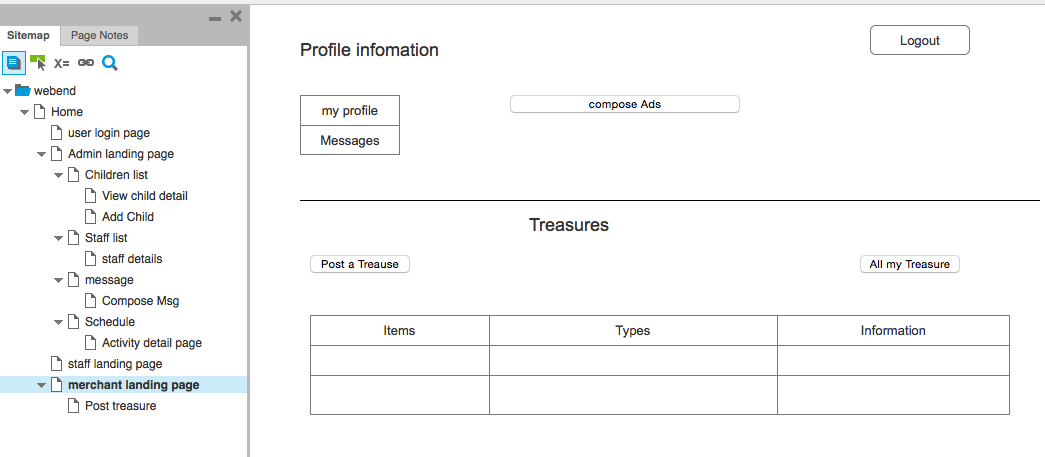 Sitemap
Page Notes
X=
webend
Home
user login page
Admin landing page
Children list
View child detail
Add Child
Staff list
staff details
message
Compose Msg
Schedule
Activity detail page
staff landing page
merchant landing page
Post treasure
Profile infomation
Logout
my profile
compose Ads
Messages
Treasures
Post a Treause
All my Treasure
Items Types Information